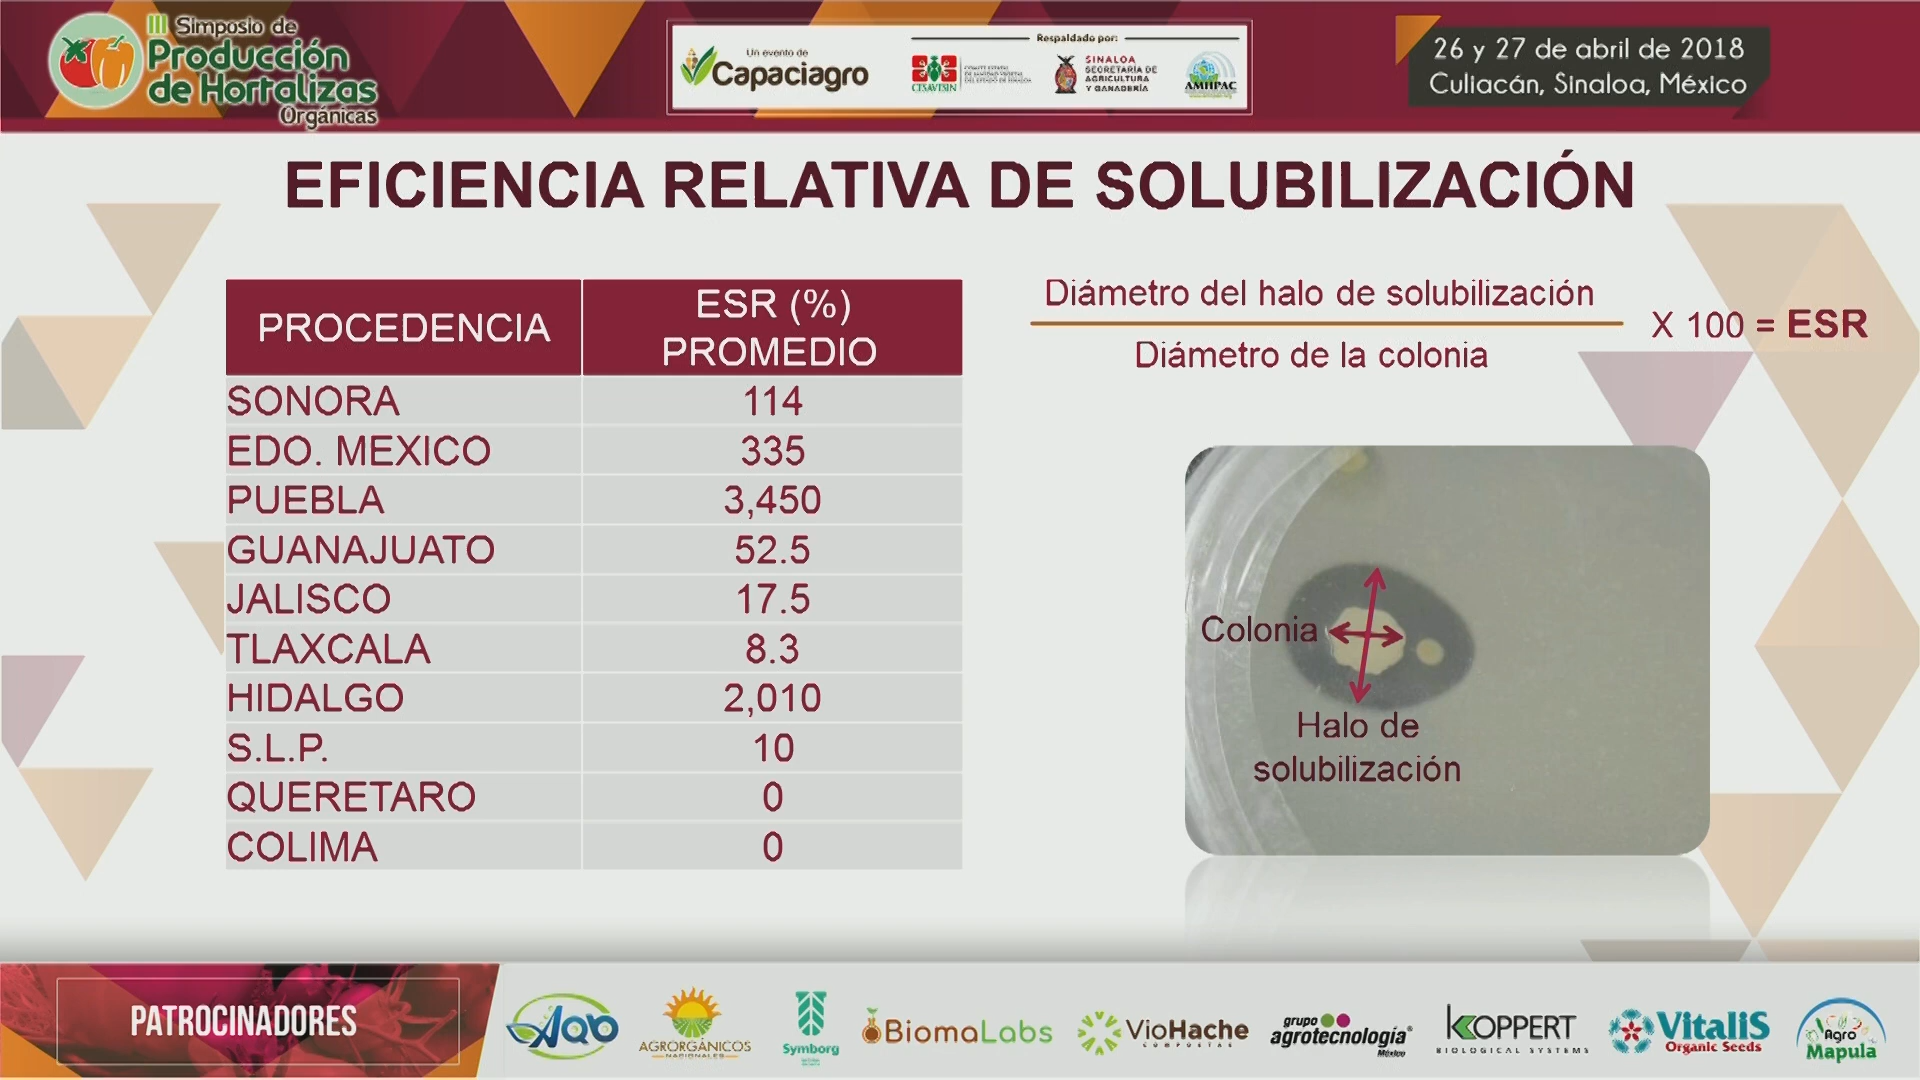 III Simposio de
Producción
de Hortalizas
Orgánicas
Un evento de
Capaciagro
Respaldado por:
CESAVESIN
SINALOA
SECRETARÍA DE
AGRICULTURA
Y GANADERÍA
AMHPAC
26 y 27 de abril de 2018
Culiacán, Sinaloa, México
EFICIENCIA RELATIVA DE SOLUBILIZACIÓN
PROCEDENCIA
ESR (%)
PROMEDIO
SONORA 114
EDO. MEXICO 335
PUEBLA 3,450
GUANAJUATO 52.5
JALISCO 17.5
TLAXCALA 8.3
HIDALGO 2,010
S.L.P. 10
QUERETARO 0
COLIMA 0
Diámetro del halo de solubilización
Diámetro de la colonia
X 100 = ESR
Colonia
Halo de
solubilización
PATROCINADORES
AQb
AGRORGÁNICOS
NACIONALES
Symborg
BiomaLabs
VioHache
COMPOSTAS
grupo
agrotecnología
México
KOPPERT
BIOLOGICAL SYSTEMS
VitaliS
Organic Seeds
Agro
Mapula